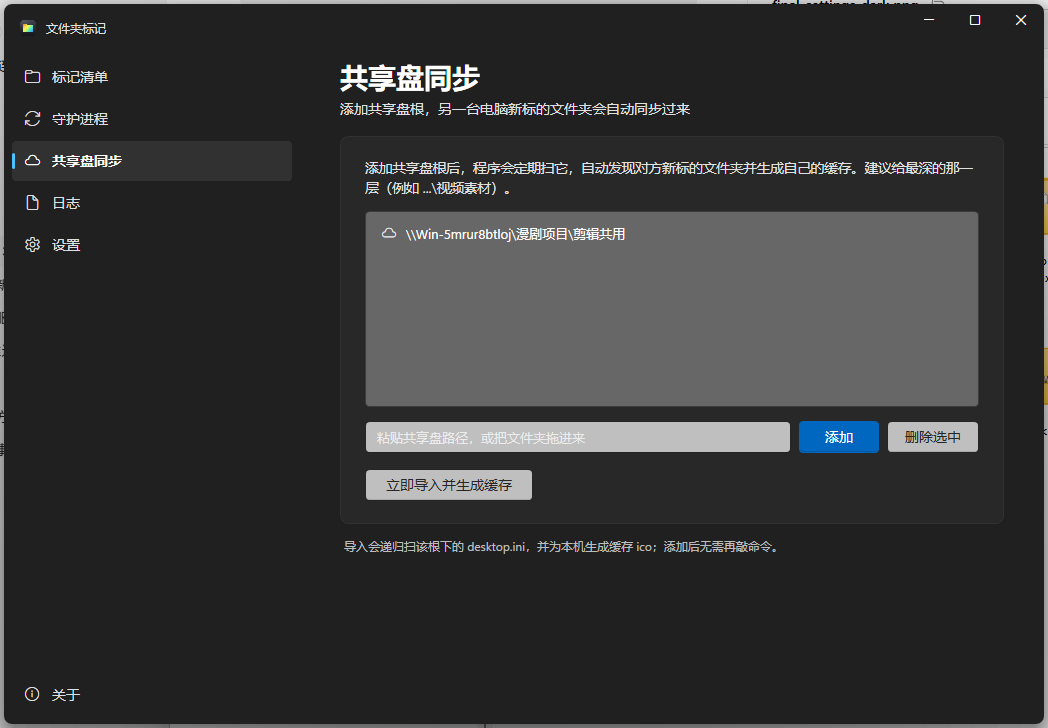 文件夹标记
标记清单
守护进程
共享盘同步
日志
设置
关于
共享盘同步
添加共享盘根，另一台电脑新标的文件夹会自动同步过来
添加共享盘根后，程序会定期扫它，自动发现对方新标的文件夹并生成自己的缓存。建议给最深的那一
层（例如 ...\视频素材）。
\\Win-5mrur8btloj\漫剧项目\剪辑共用
粘贴共享盘路径，或把文件夹拖进来
添加
删除选中
立即导入并生成缓存
导入会递归扫该根下的 desktop.ini，并为本机生成缓存 ico；添加后无需再敲命令。